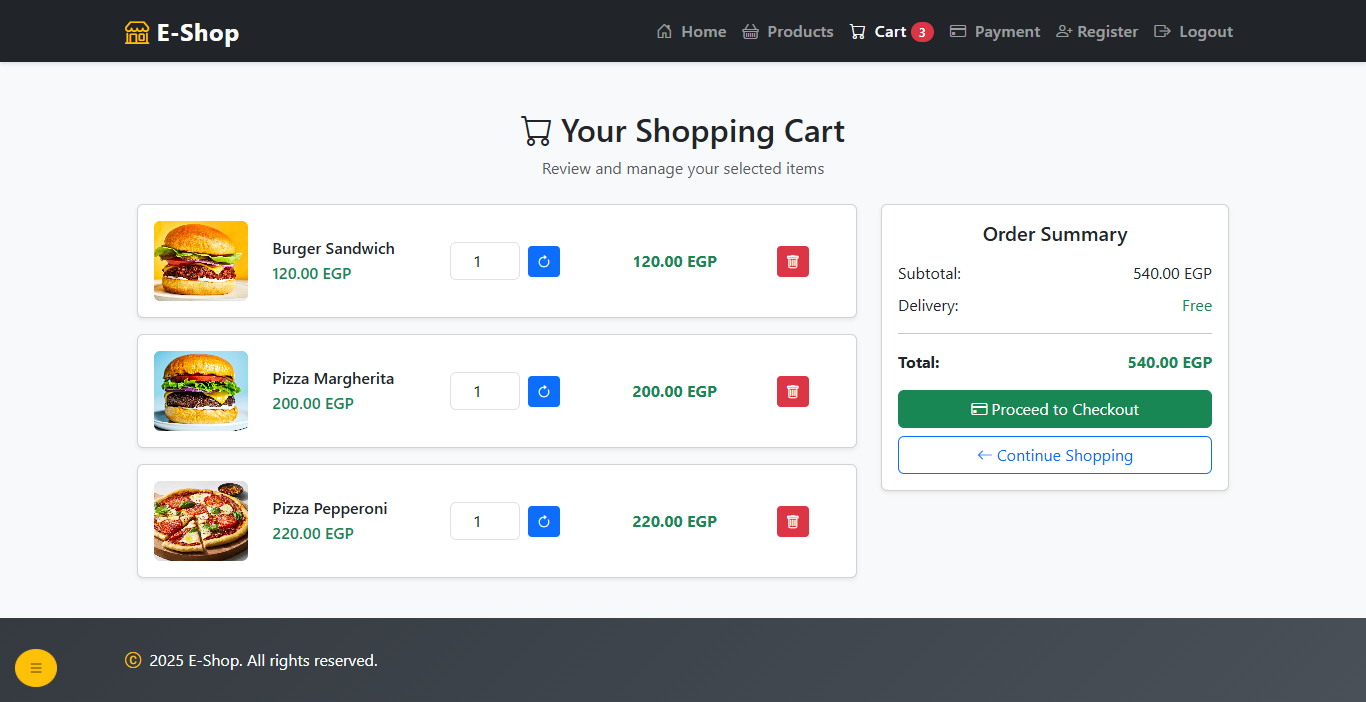 E-Shop
Home Products Cart 3 Payment Register Logout
Your Shopping Cart
Review and manage your selected items
Burger Sandwich
120.00 EGP
1
120.00 EGP
Pizza Margherita
200.00 EGP
1
200.00 EGP
Pizza Pepperoni
220.00 EGP
1
220.00 EGP
Order Summary
Subtotal: 540.00 EGP
Delivery: Free
Total: 540.00 EGP
Proceed to Checkout
← Continue Shopping
© 2025 E-Shop. All rights reserved.